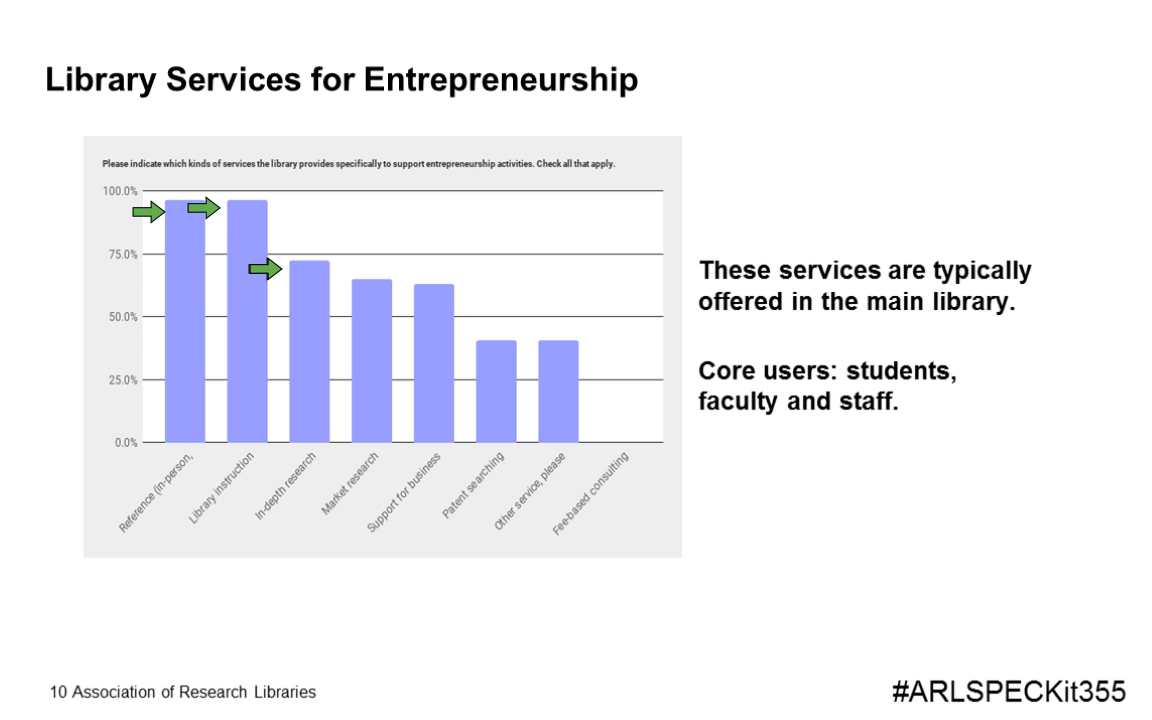 Library Services for Entrepreneurship
Please indicate which kinds of services the library provides specifically to support entrepreneurship activities. Check all that apply.
100.0%
75.0%
50.0%
25.0%
0.0%
Reference (in-person,
Library instruction
In-depth research
Market research
Support for business
Patent searching
Other service, please
Fee-based consulting
These services are typically
offered in the main library.
Core users: students,
faculty and staff.
10 Association of Research Libraries
#ARLSPECKit355